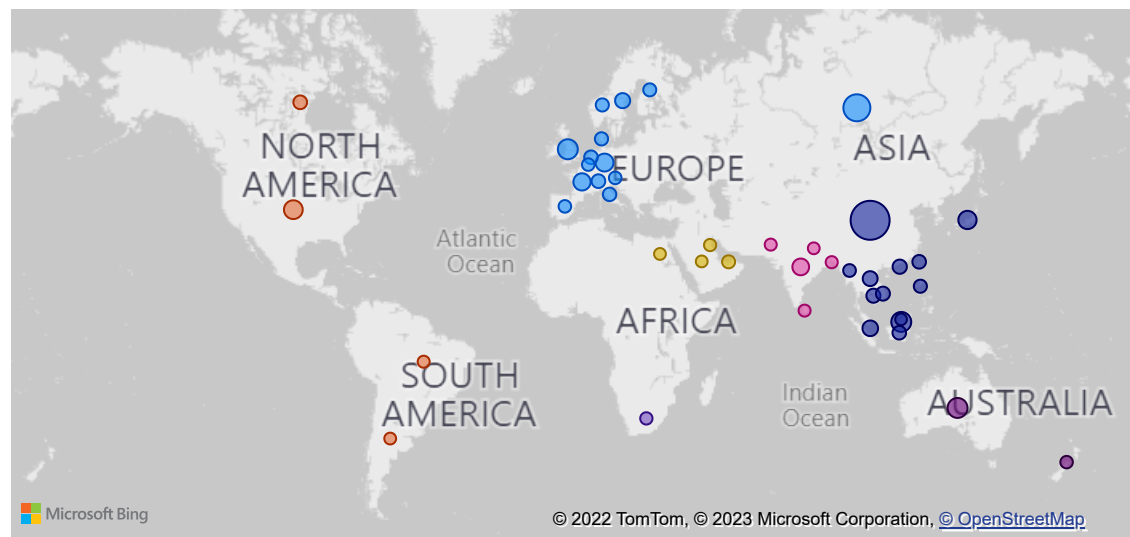 NORTH
AMERICA
EUROPE
ASIA
Atlantic
Ocean
AFRICA
SOUTH
AMERICA
Indian
Ocean
AUSTRALIA
Microsoft Bing
© 2022 TomTom, © 2023 Microsoft Corporation, © OpenStreetMap